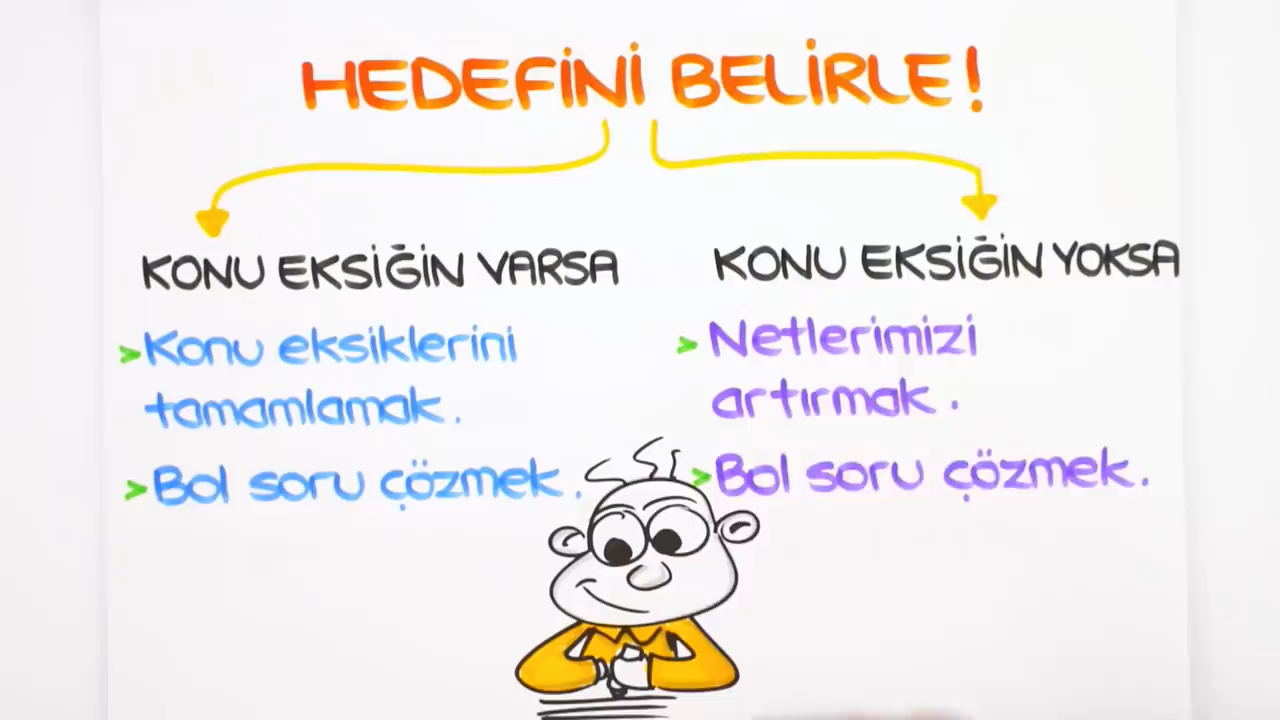 HEDEFİNİ BELİRLE!
KONU EKSİĞİN VARSA
> Konu eksiklerini
tamamlamak.
> Bol soru çözmek.
KONU EKSİĞİN YOKSA
> Netlerimizi
artırmak.
> Bol soru çözmek.